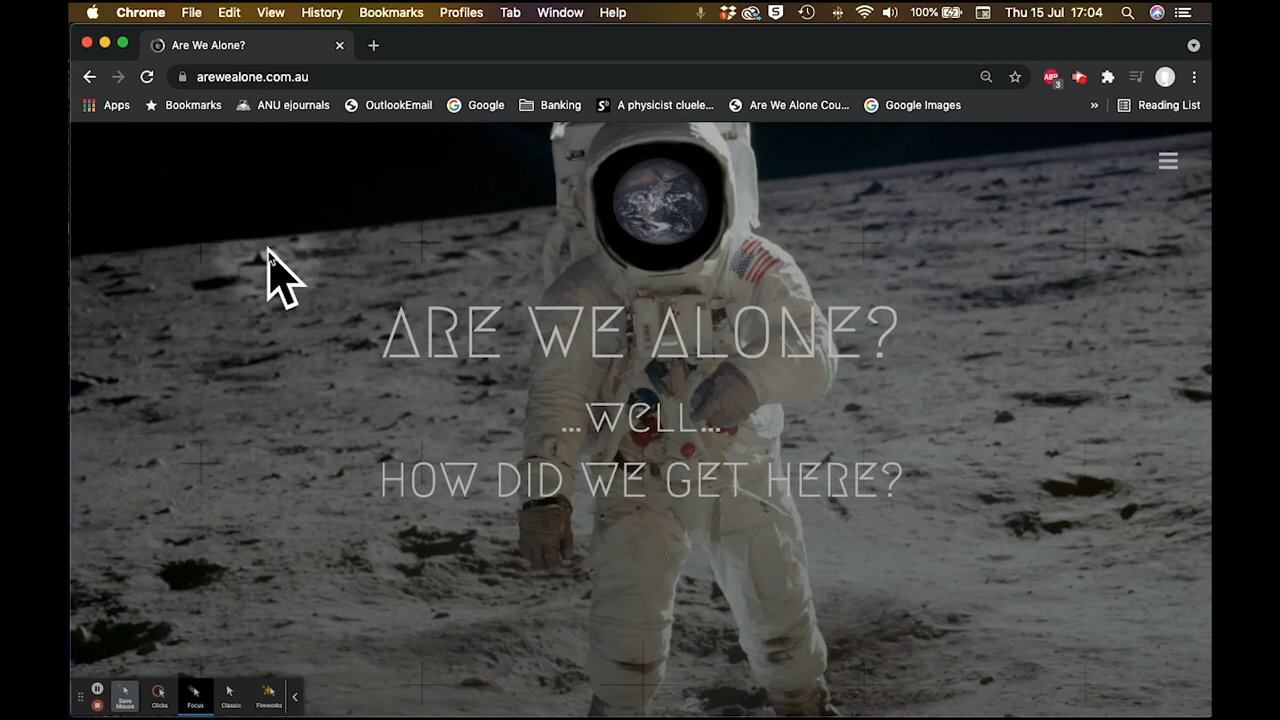 Chrome File Edit View History Bookmarks Profiles Tab Window Help 100% Thu 15 Jul 17:04
Are We Alone?
arewealone.com.au
Apps Bookmarks ANU ejournals OutlookEmail Google Banking A physicist cluele... Are We Alone Cou... Google Images » Reading List
ARE WE ALONE?
...WELL...
HOW DID WE GET HERE?
Save Mouse Clicks Focus Classic Fireworks